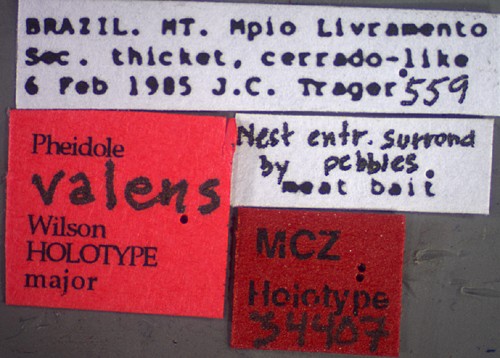 BRAZIL. MT. Mpio Livramento
Sec. thicket, cerrado-like
6 Feb 1985 J.C. Trager 559
Pheidole
valens
Wilson
HOLOTYPE
major
Nest entr. surrond
by pebbles.
meat bait
MCZ
Holotype
34407